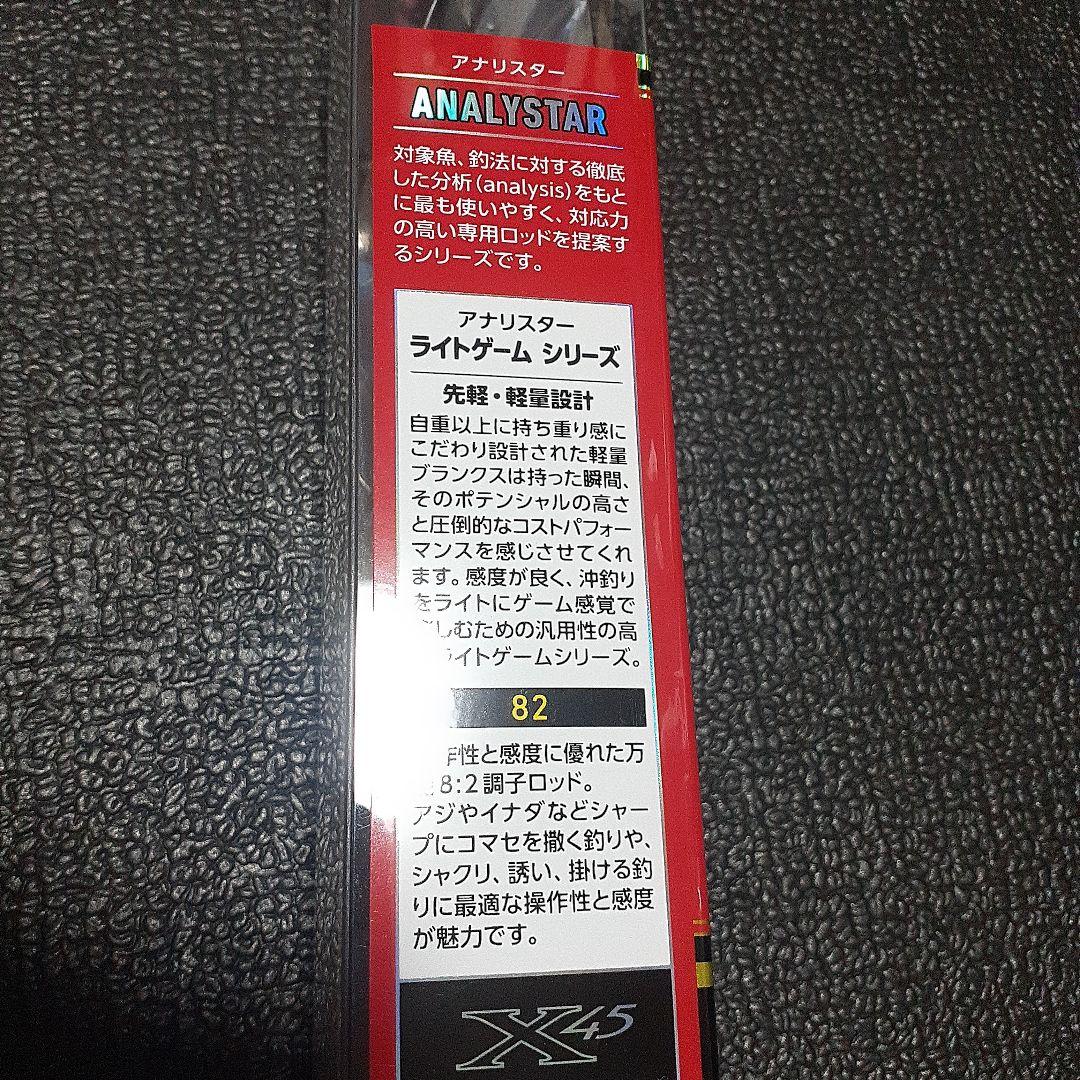 アナリスター
ANALYSTAR
対象魚、釣法に対する徹底
した分析(analysis)をもと
に最も使いやすく、対応力
の高い専用ロッドを提案す
るシリーズです。
アナリスター
ライトゲーム シリーズ
先軽・軽量設計
自重以上に持ち重り感に
こだわり設計された軽量
ブランクスは持った瞬間、
そのポテンシャルの高さ
と圧倒的なコストパフォー
マンスを感じさせてくれ
ます。感度が良く、沖釣り
をライトにゲーム感覚で
しむための汎用性の高
ライトゲームシリーズ。
82
作性と感度に優れた万
8:2調子ロッド。
アジやイナダなどシャー
プにコマセを撒く釣りや、
シャクリ、誘い、掛ける釣
りに最適な操作性と感度
が魅力です。
X45